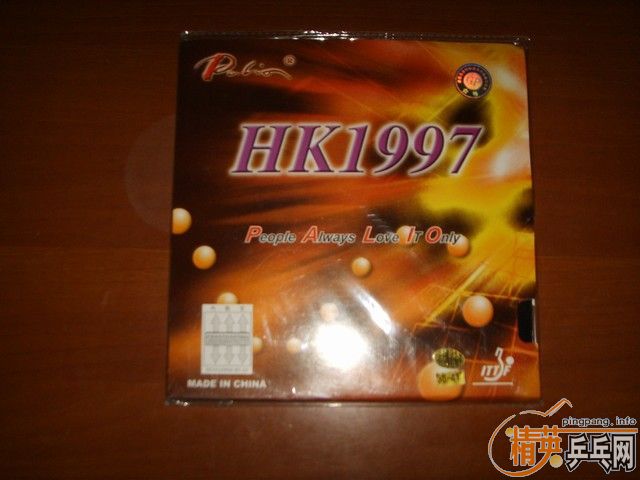 Palio ®
HK1997
People Always Love It Only
MADE IN CHINA
ITTF
pingpang.info
精英乒乓网